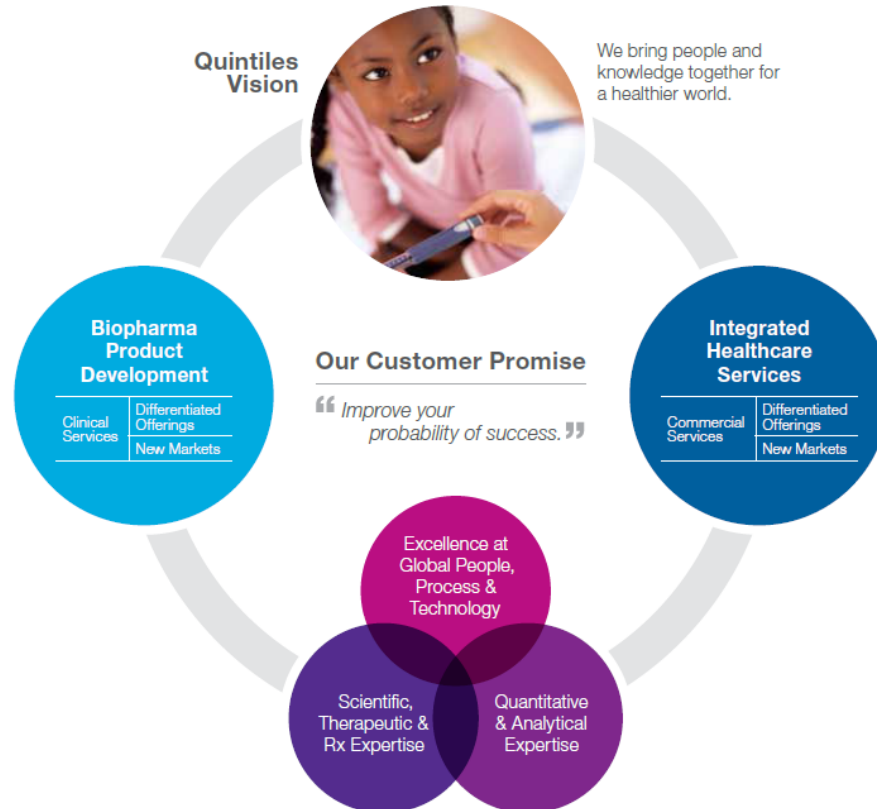 Quintiles
Vision
We bring people and
knowledge together for
a healthier world.
Biopharma
Product
Development
Clinical
Services
Differentiated
Offerings
New Markets
Our Customer Promise
“ Improve your
probability of success. ”
Integrated
Healthcare
Services
Commercial
Services
Differentiated
Offerings
New Markets
Excellence at
Global People,
Process &
Technology
Scientific,
Therapeutic &
Rx Expertise
Quantitative
& Analytical
Expertise